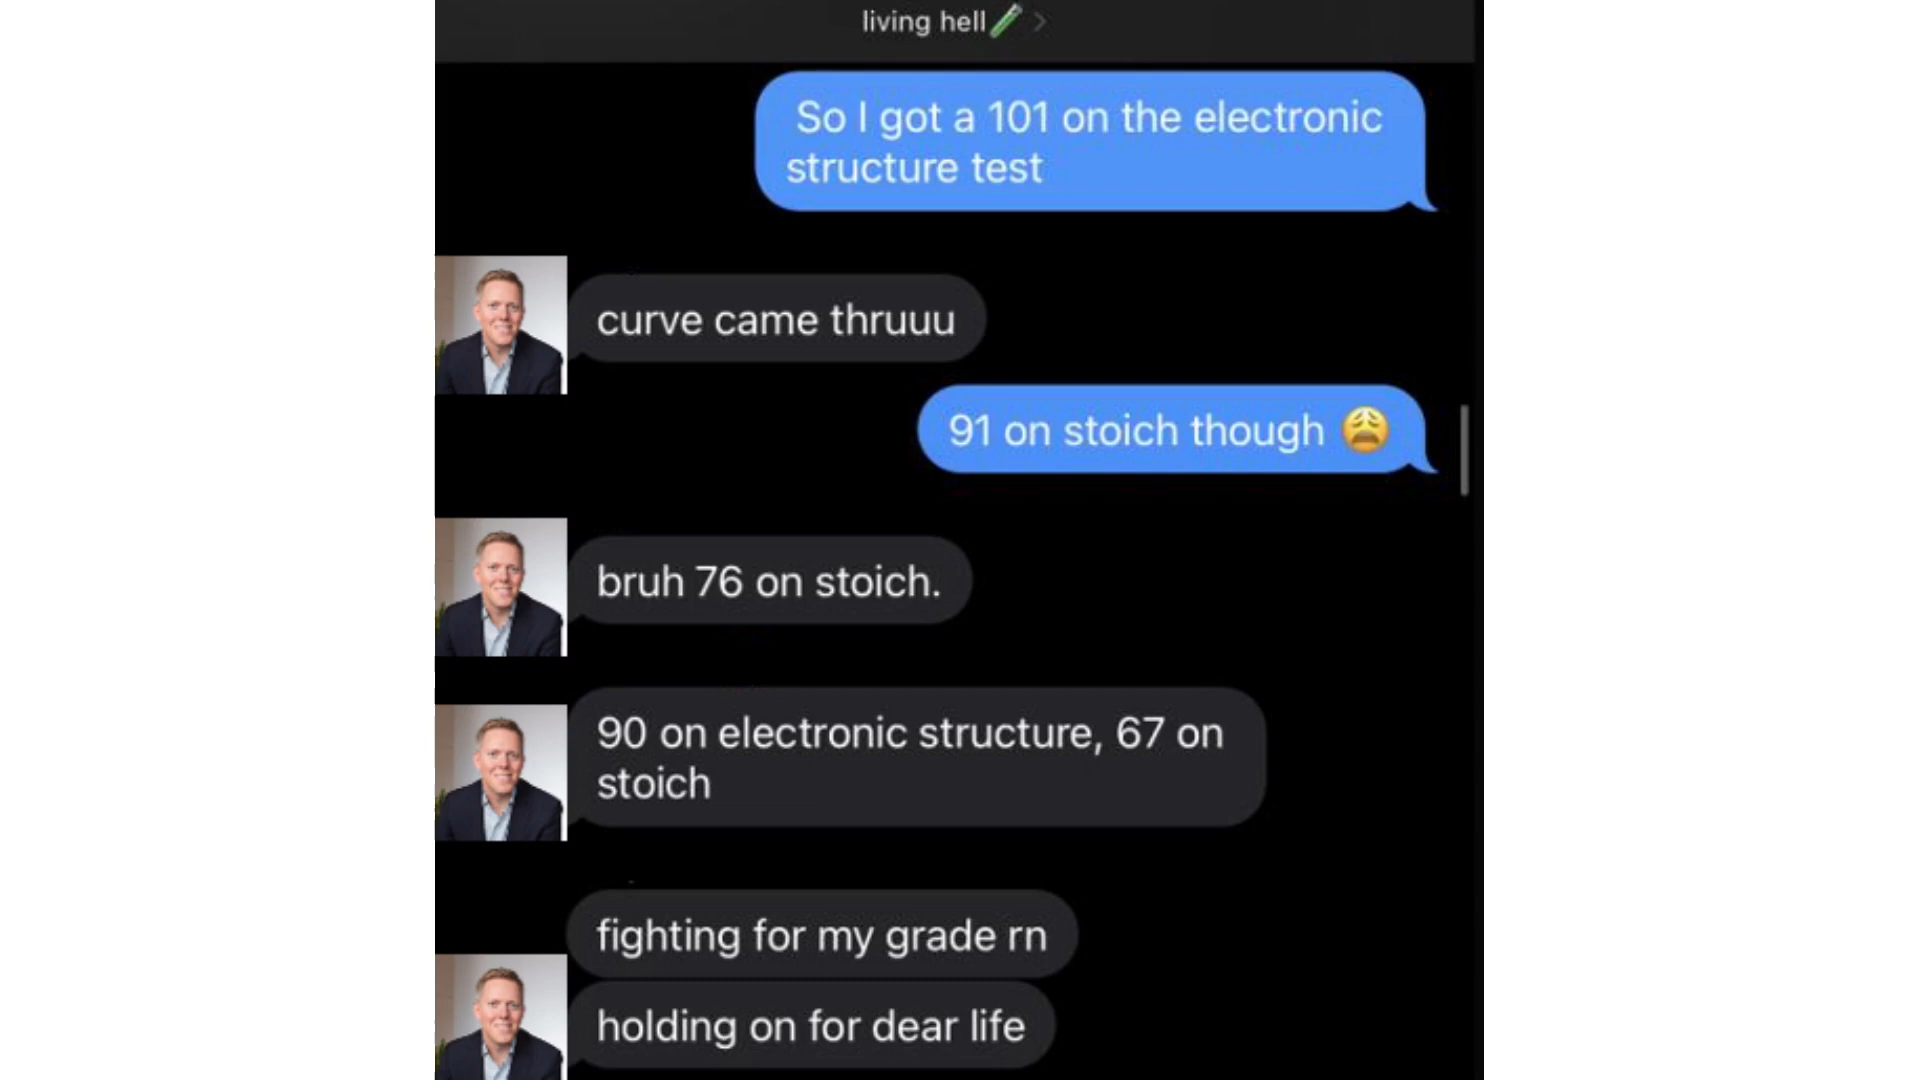 living hell🧪 >
So I got a 101 on the electronic
structure test
curve came thruuu
91 on stoich though 😩
bruh 76 on stoich.
90 on electronic structure, 67 on
stoich
fighting for my grade rn
holding on for dear life